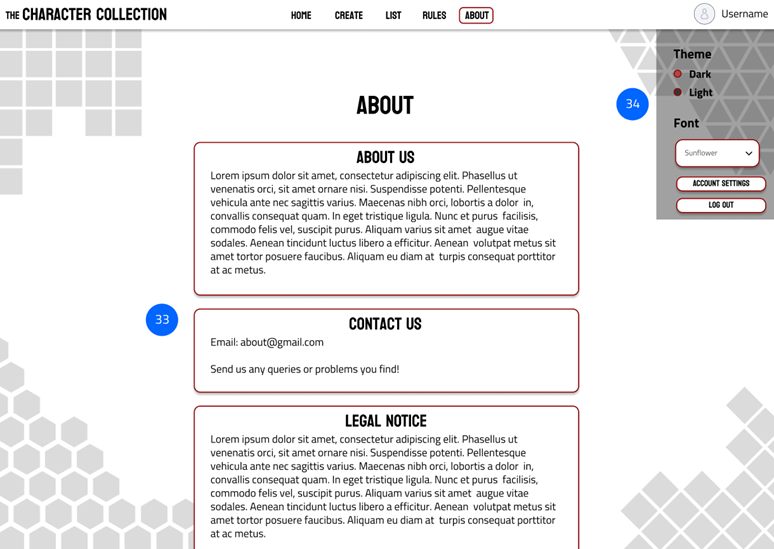 THE CHARACTER COLLECTION
HOME CREATE LIST RULES ABOUT
Username
Theme
Dark
Light
Font
Sunflower
ACCOUNT SETTINGS
LOG OUT
34
ABOUT
ABOUT US
Lorem ipsum dolor sit amet, consectetur adipiscing elit. Phasellus ut
venenatis orci, sit amet ornare nisi. Suspendisse potenti. Pellentesque
vehicula ante nec sagittis varius. Maecenas nibh orci, lobortis a dolor in,
convallis consequat quam. In eget tristique ligula. Nunc et purus facilisis,
commodo felis vel, suscipit purus. Aliquam varius sit amet augue vitae
sodales. Aenean tincidunt luctus libero a efficitur. Aenean volutpat metus sit
amet tortor posuere faucibus. Aliquam eu diam at turpis consequat porttitor
at ac metus.
33
CONTACT US
Email: about@gmail.com
Send us any queries or problems you find!
LEGAL NOTICE
Lorem ipsum dolor sit amet, consectetur adipiscing elit. Phasellus ut
venenatis orci, sit amet ornare nisi. Suspendisse potenti. Pellentesque
vehicula ante nec sagittis varius. Maecenas nibh orci, lobortis a dolor in,
convallis consequat quam. In eget tristique ligula. Nunc et purus facilisis,
commodo felis vel, suscipit purus. Aliquam varius sit amet augue vitae
sodales. Aenean tincidunt luctus libero a efficitur. Aenean volutpat metus sit
amet tortor posuere faucibus. Aliquam eu diam at turpis consequat porttitor
at ac metus.